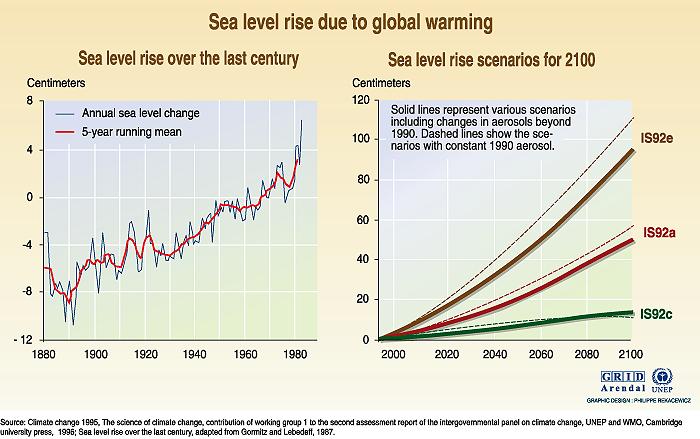 Sea level rise due to global warming
Sea level rise over the last century
Centimeters
8
4
0
-4
-8
- 12
1880
1900
1920
1940
1960
1980
Annual sea level change
5-year running mean
Sea level rise scenarios for 2100
Centimeters
120
100
80
60
40
20
0
2000
2020
2040
2060
2080
2100
Solid lines represent various scenarios
including changes in aerosols beyond
1990. Dashed lines show the sce-
narios with constant 1990 aerosol.
IS92e
IS92a
IS92c
G R I D
Arendal
UNEP
GRAPHIC DESIGN : PHILIPPE REKACEWICZ
Source: Climate change 1995, The science of climate change, contribution of working group 1 to the second assessment report of the intergovernmental panel on climate change, UNEP and WMO, Cambridge
university press, 1996; Sea level rise over the last century, adapted from Gormitz and Lebedeff, 1987.